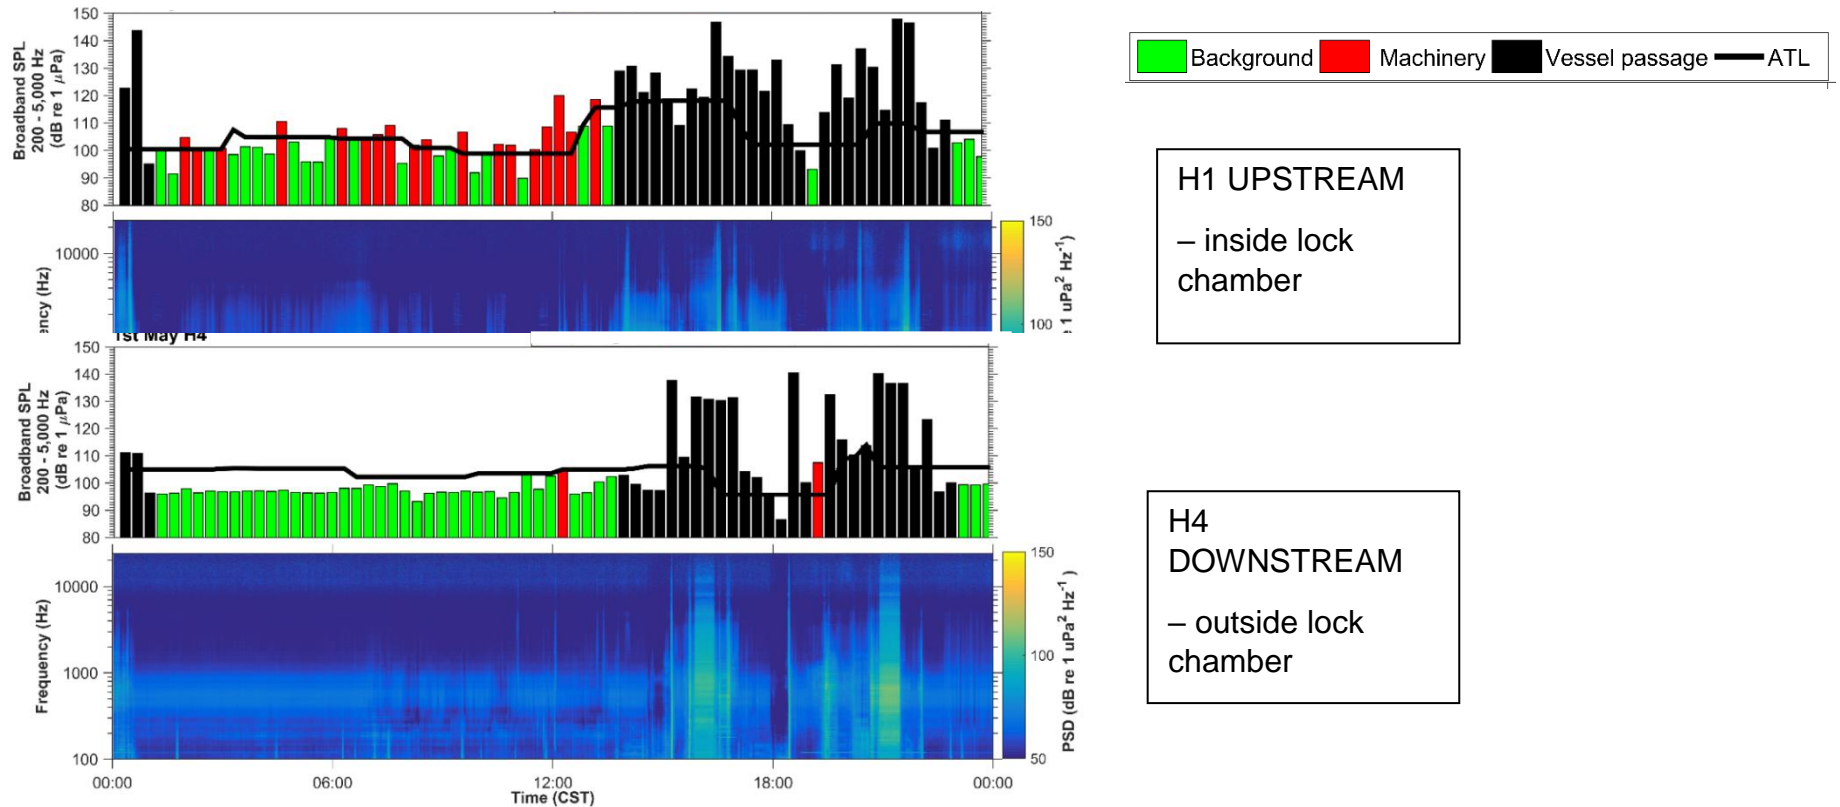 150
140
130
120
110
100
90
80
Broadband SPL
200 - 5,000 Hz
(dB re 1 μPa)
Background Machinery Vessel passage ATL
H1 UPSTREAM
– inside lock
chamber
10000
ency (Hz)
150
100
1 uPa² Hz⁻¹)
1st May H4
150
140
130
120
110
100
90
80
Broadband SPL
200 - 5,000 Hz
(dB re 1 μPa)
H4
DOWNSTREAM
– outside lock
chamber
10000
1000
100
Frequency (Hz)
150
100
50
PSD (dB re 1 uPa² Hz⁻¹ )
00:00 06:00 12:00 18:00 00:00
Time (CST)